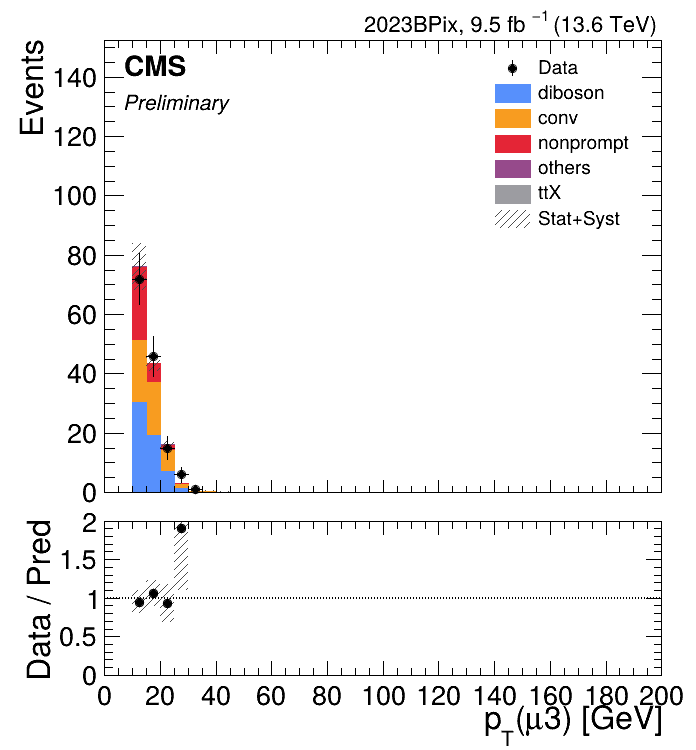 2023BPix, 9.5 fb⁻¹ (13.6 TeV)
CMS
Preliminary
Events
Data
diboson
conv
nonprompt
others
ttX
Stat+Syst
140
120
100
80
60
40
20
0
Data / Pred
2
1.5
1
0.5
0
0 20 40 60 80 100 120 140 160 180 200
p_T(μ3) [GeV]